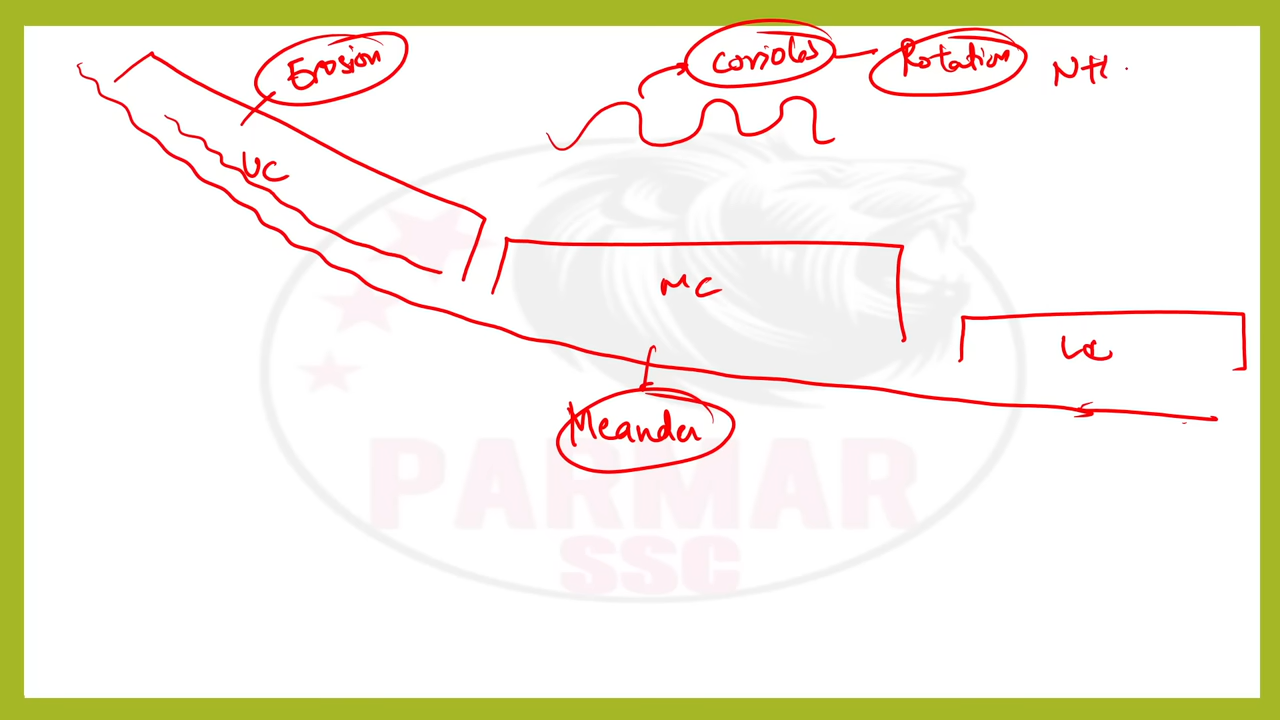 Erosion
Coriolis
Rotation
NH.
UC
MC
LC
Meander
PARMAR
SSC